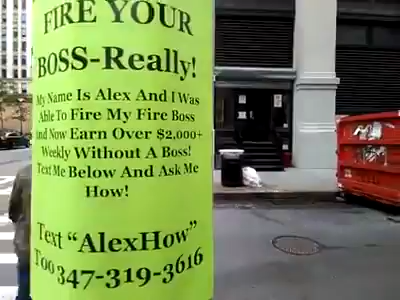 FIRE YOUR
BOSS-Really!
My Name Is Alex And I Was
Able To Fire My Fire Boss
And Now Earn Over $2,000+
Weekly Without A Boss!
Text Me Below And Ask Me
How!
Text “AlexHow”
Too 347-319-3616